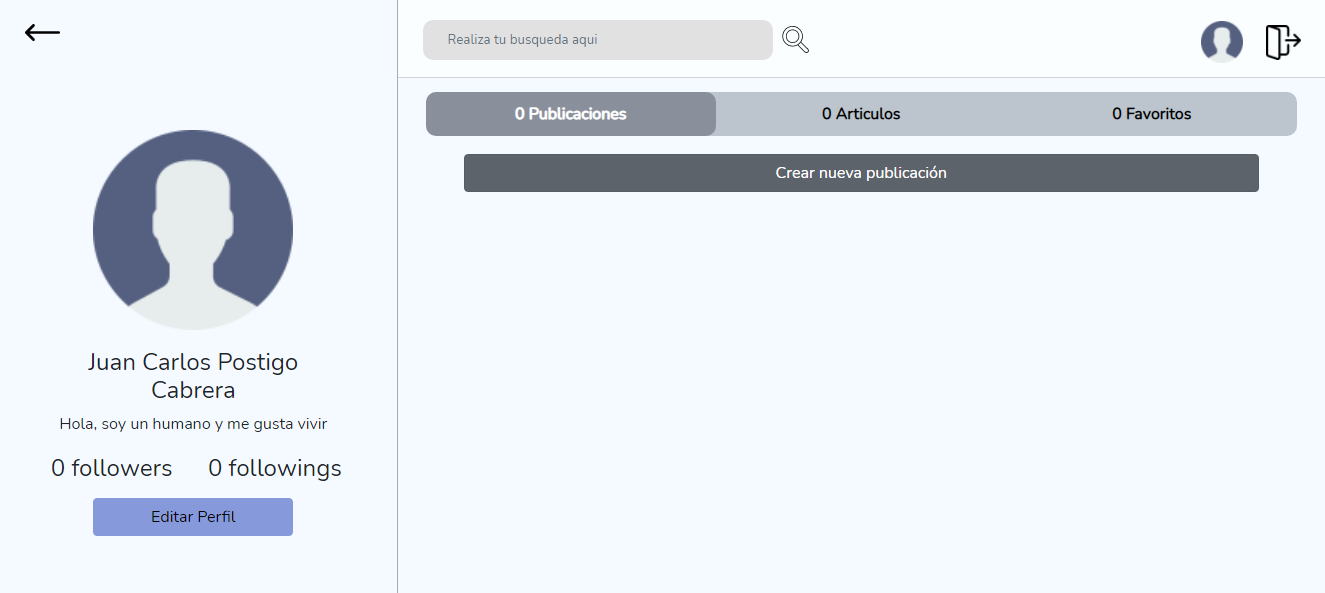 Realiza tu busqueda aqui
0 Publicaciones
0 Articulos
0 Favoritos
Crear nueva publicación
Juan Carlos Postigo
Cabrera
Hola, soy un humano y me gusta vivir
0 followers
0 followings
Editar Perfil